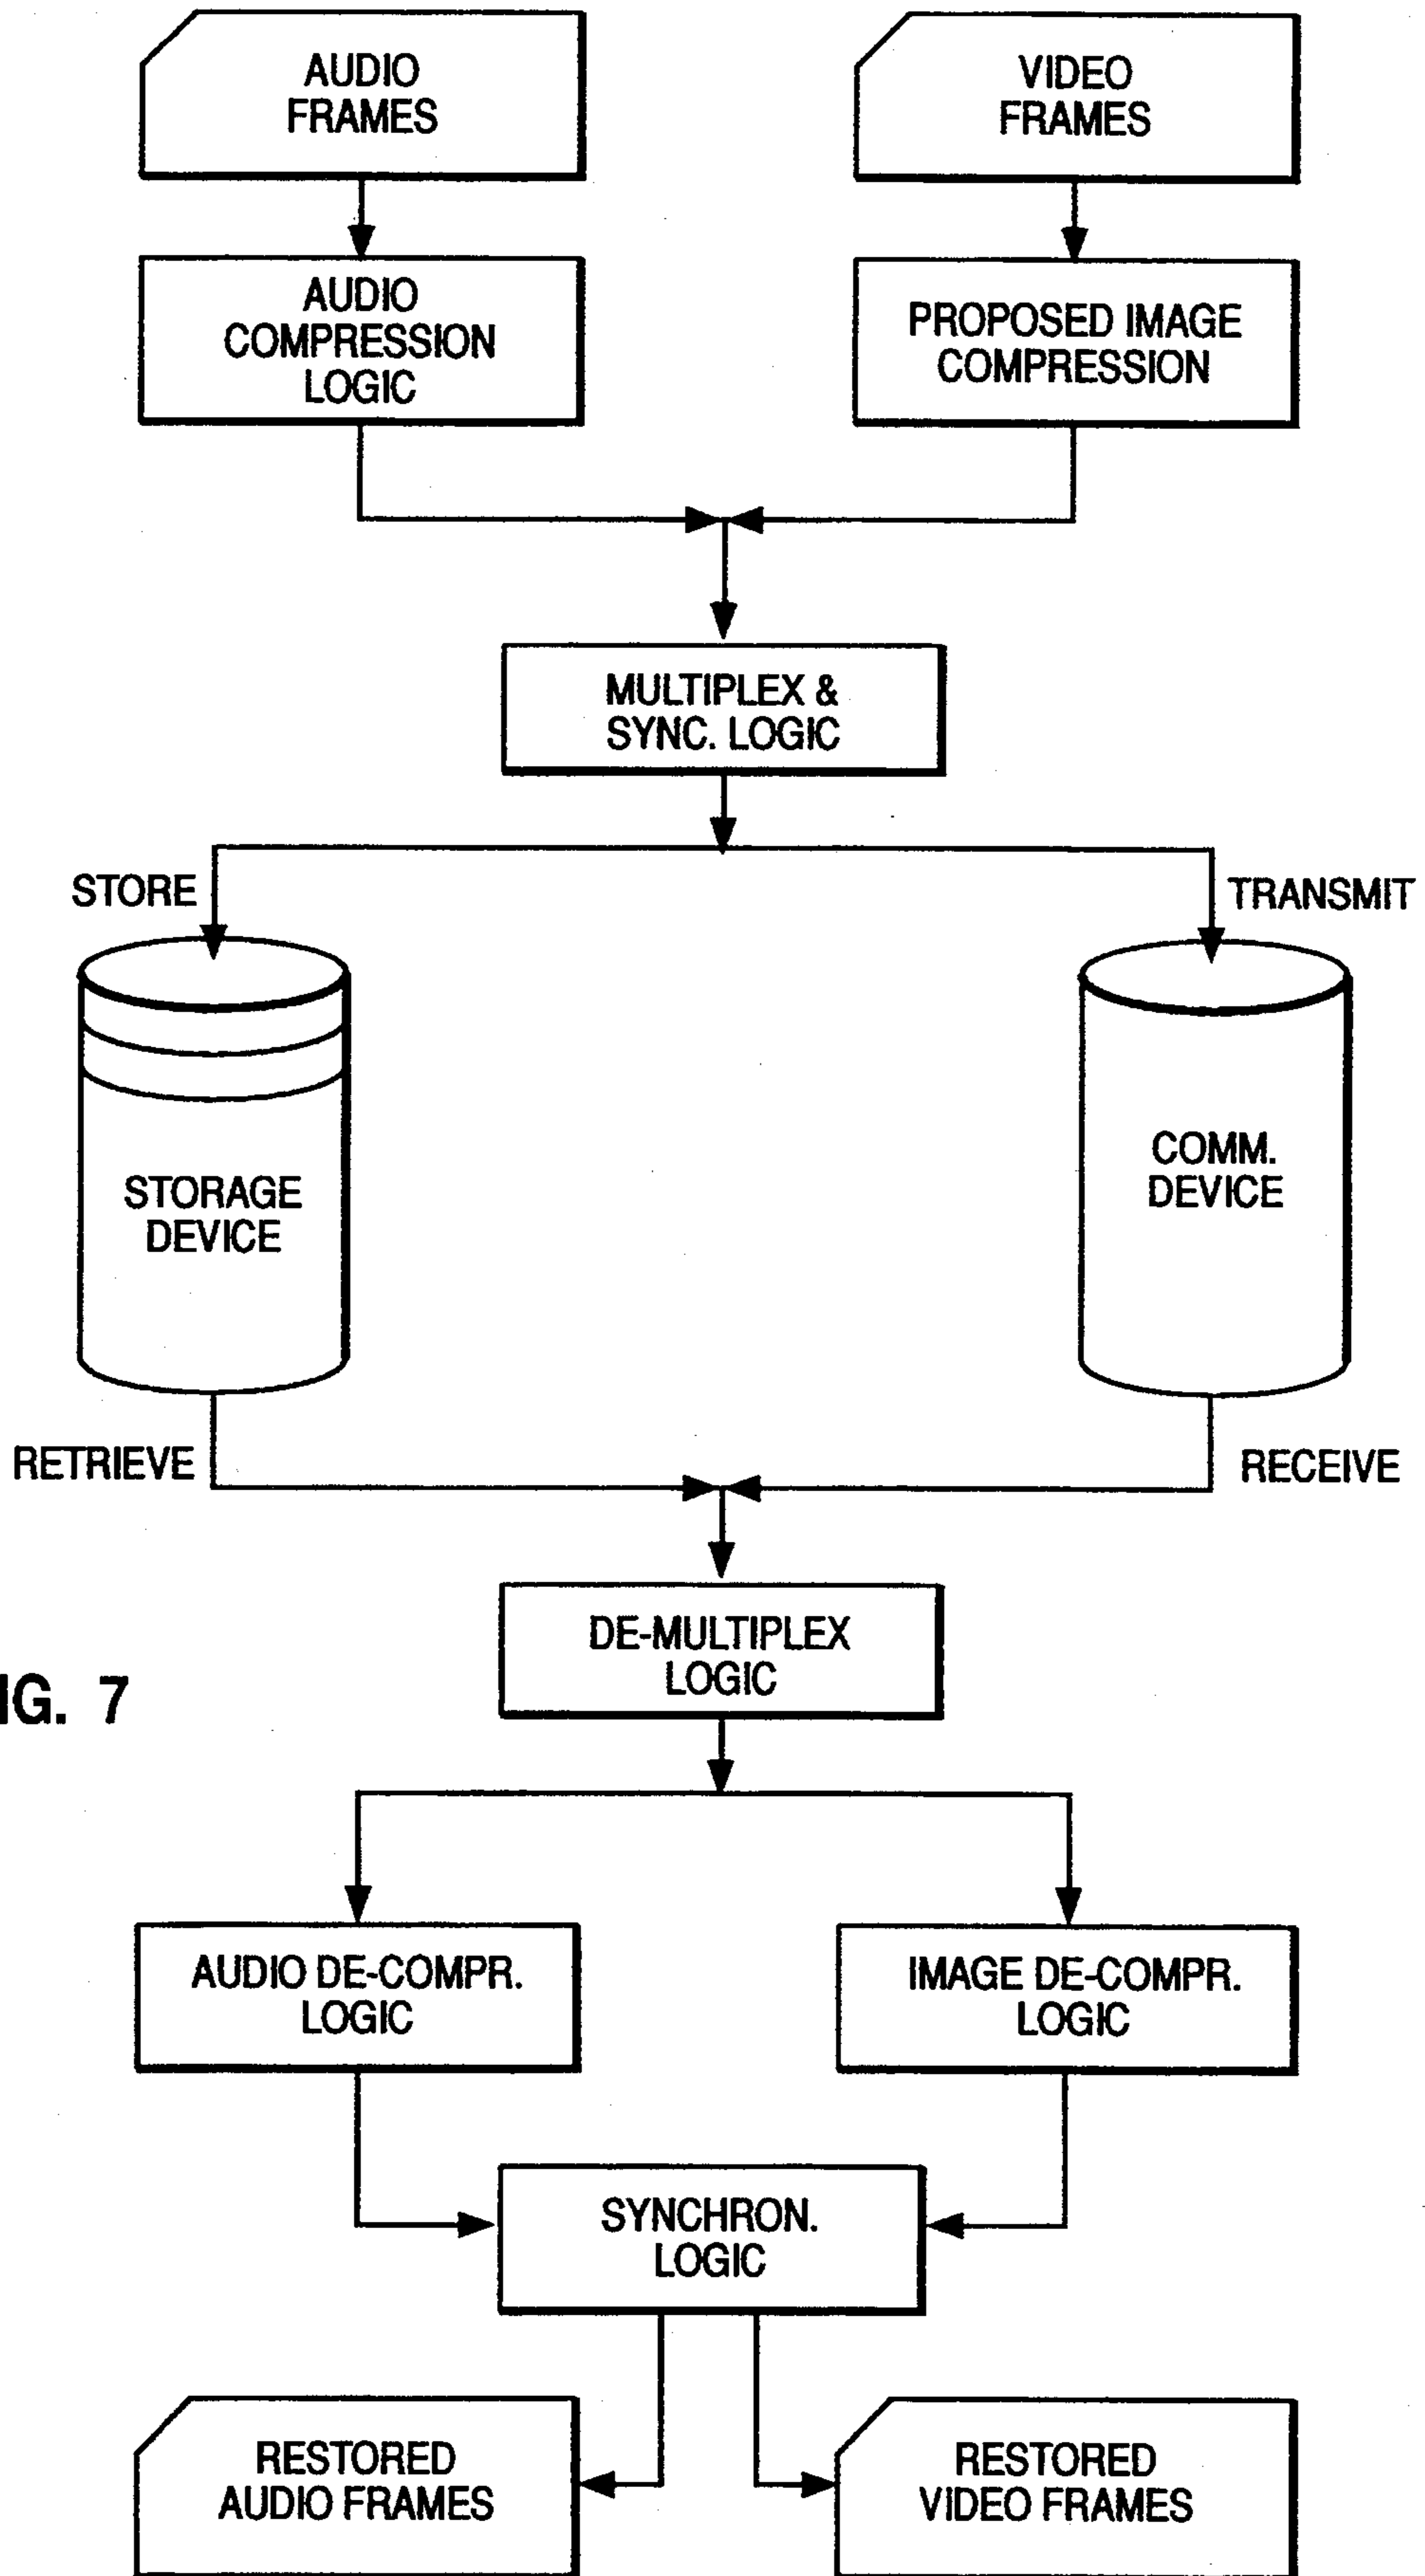 AUDIO
FRAMES
VIDEO
FRAMES
AUDIO
COMPRESSION
LOGIC
PROPOSED IMAGE
COMPRESSION
MULTIPLEX &
SYNC. LOGIC
STORE
TRANSMIT
STORAGE
DEVICE
COMM.
DEVICE
RETRIEVE
RECEIVE
DE-MULTIPLEX
LOGIC
IG. 7
AUDIO DE-COMPR.
LOGIC
IMAGE DE-COMPR.
LOGIC
SYNCHRON.
LOGIC
RESTORED
AUDIO FRAMES
RESTORED
VIDEO FRAMES